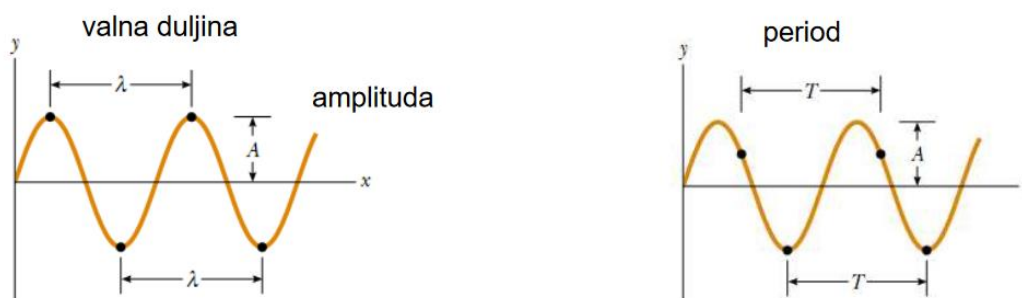 valna duljina
y
λ
amplituda
A
x
λ
period
y
T
A
T